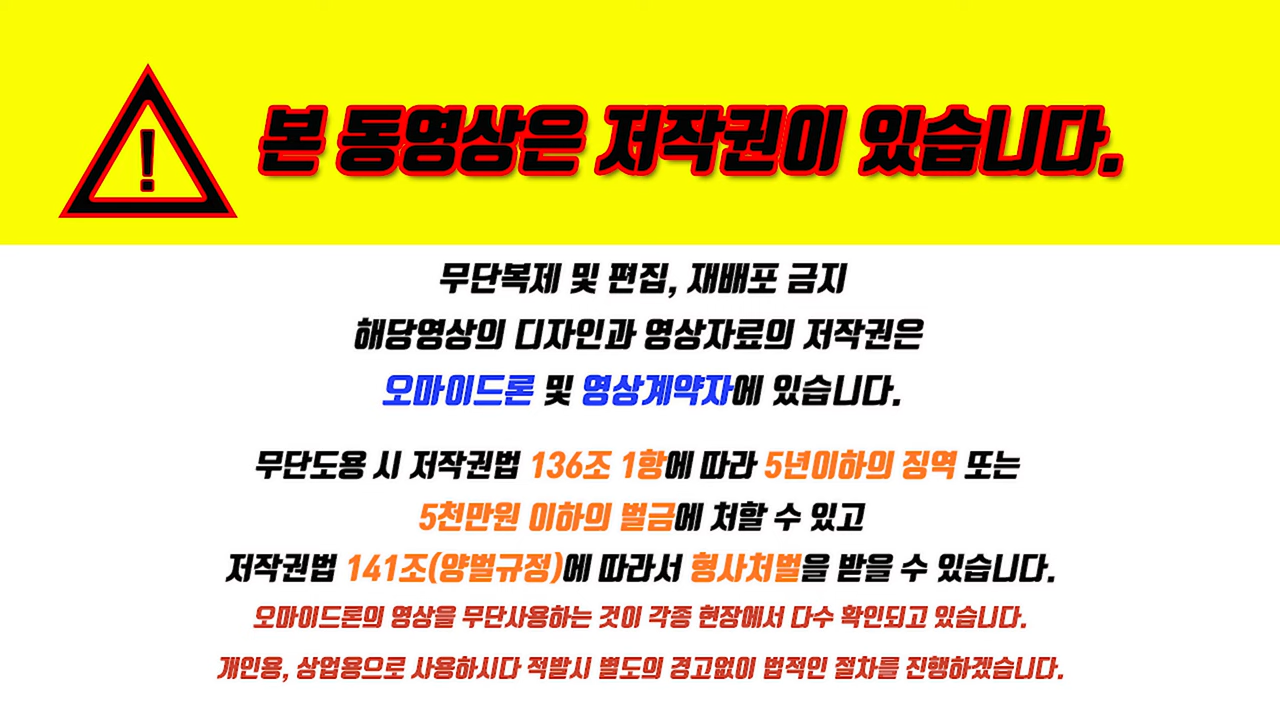 본 동영상은 저작권이 있습니다.
무단복제 및 편집, 재배포 금지
해당영상의 디자인과 영상자료의 저작권은
오마이드론 및 영상계약자에 있습니다.
무단도용 시 저작권법 136조 1항에 따라 5년이하의 징역 또는
5천만원 이하의 벌금에 처할 수 있고
저작권법 141조(양벌규정)에 따라서 형사처벌을 받을 수 있습니다.
오마이드론의 영상을 무단사용하는 것이 각종 현장에서 다수 확인되고 있습니다.
개인용, 상업용으로 사용하시다 적발시 별도의 경고없이 법적인 절차를 진행하겠습니다.